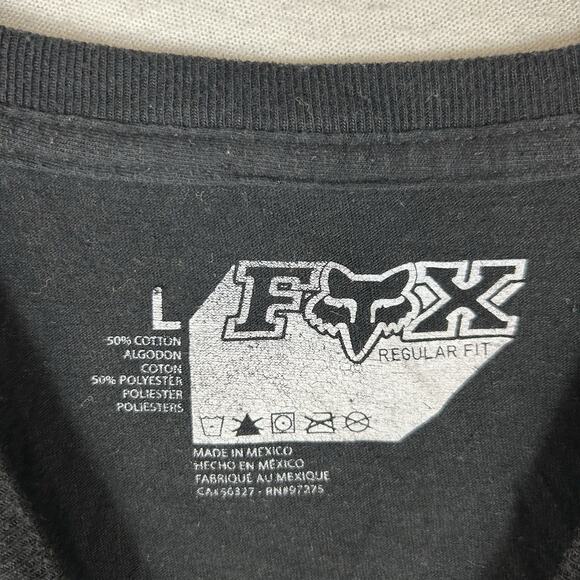 L
FOX
REGULAR FIT
50% COTTON
ALGODON
COTON
50% POLYESTER
POLIESTER
POLIESTERS
MADE IN MEXICO
HECHO EN MÉXICO
FABRIQUÉ AU MEXIQUE
CA#50327 - RN#97275